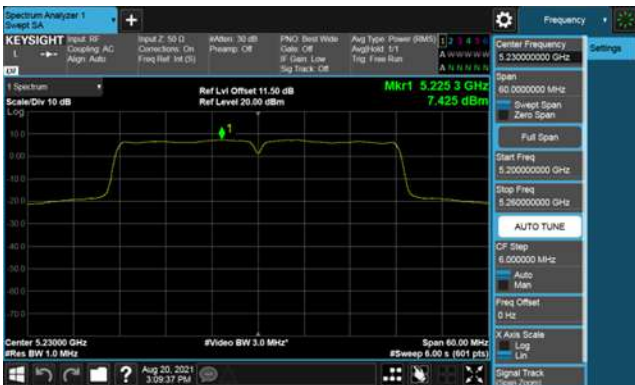 Spectrum Analyzer 1
Swept SA
+
Frequency
KEYSIGHT
L
Input: RF
Coupling: AC
Align: Auto
Input Z: 50 Ω
Corrections: On
Freq Ref: Int (S)
#Atten: 30 dB
Preamp: Off
PNO: Best Wide
Gate: Off
IF Gain: Low
Sig Track: Off
Avg Type: Power (RMS)
Avg|Hold: 1/1
Trig: Free Run
1 2 3 4 5 6
A W W W W W
A N N N N N
1 Spectrum
Scale/Div 10 dB
Log
Ref Lvl Offset 11.50 dB
Ref Level 20.00 dBm
Mkr1 5.225 3 GHz
7.425 dBm
1
10.0
0.00
-10.0
-20.0
-40.0
-50.0
-60.0
-70.0
Center 5.23000 GHz
#Res BW 1.0 MHz
#Video BW 3.0 MHz*
Span 60.00 MHz
#Sweep 6.00 s (601 pts)
?
Aug 20, 2021
3:09:37 PM
Center Frequency
5.230000000 GHz
Settings
Span
60.0000000 MHz
Swept Span
Zero Span
Full Span
Start Freq
5.200000000 GHz
Stop Freq
5.260000000 GHz
AUTO TUNE
CF Step
6.000000 MHz
Auto
Man
Freq Offset
0 Hz
X Axis Scale
Log
Lin
Signal Track
(Span Zoom)